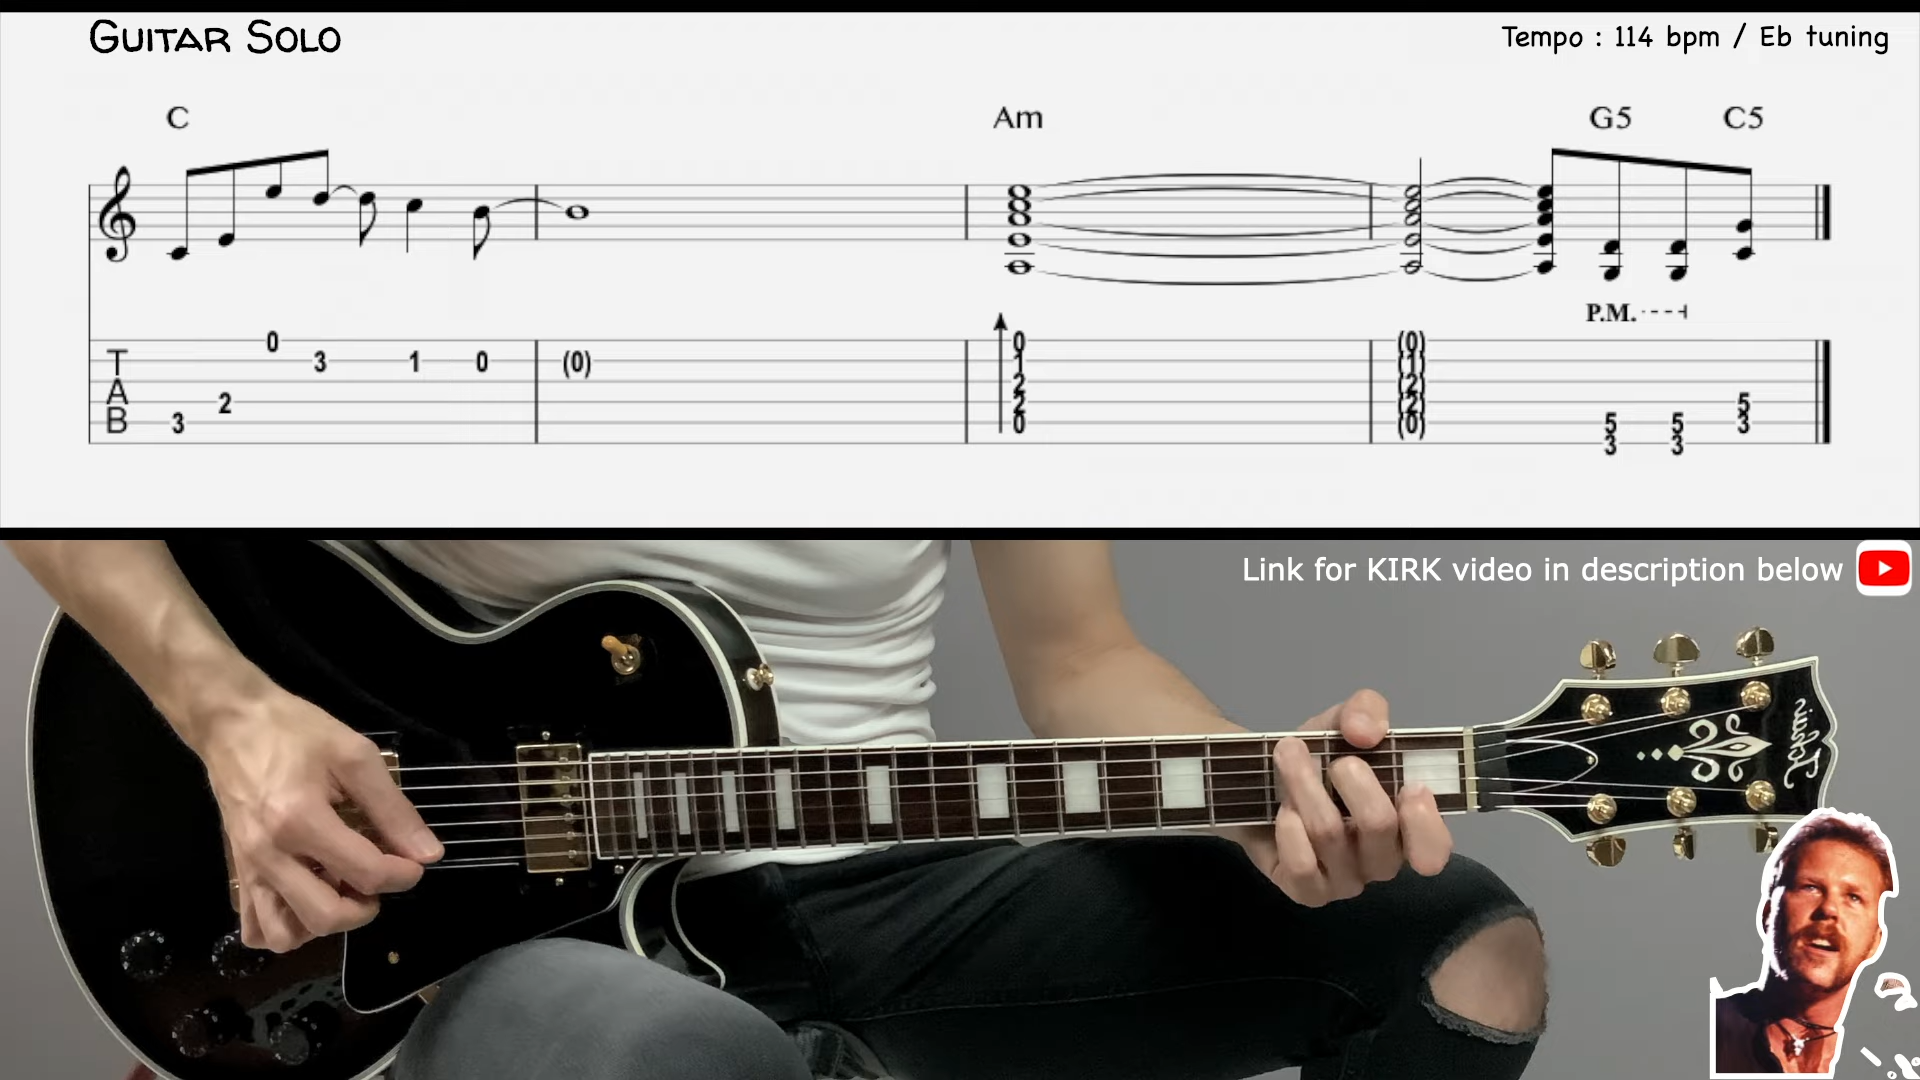 Guitar Solo
Tempo : 114 bpm / Eb tuning
C Am G5 C5
P.M.
0 0 (0)
T 3 1 0 (0) 1 (1)
A 2 (2)
2 2 (2) 5
B 3 0 (0) 5 5 3
3 3
Link for KIRK video in description below